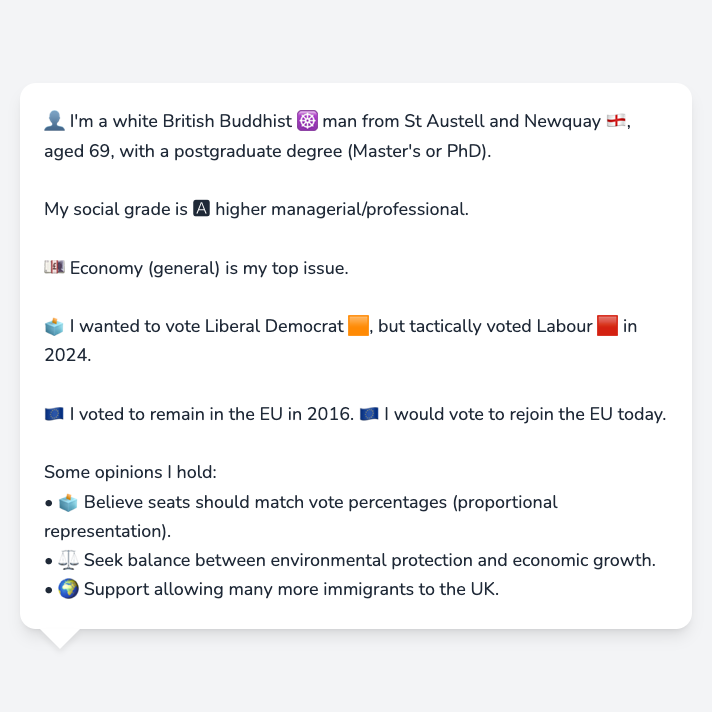 👤 I'm a white British Buddhist ☸️ man from St Austell and Newquay 🏴󠁧󠁢󠁥󠁮󠁧󠁿,
aged 69, with a postgraduate degree (Master's or PhD).
My social grade is 🅰 higher managerial/professional.
💷 Economy (general) is my top issue.
🗳️ I wanted to vote Liberal Democrat 🟧, but tactically voted Labour 🟥 in
2024.
🇪🇺 I voted to remain in the EU in 2016. 🇪🇺 I would vote to rejoin the EU today.
Some opinions I hold:
• 🗳️ Believe seats should match vote percentages (proportional
representation).
• ⚖️ Seek balance between environmental protection and economic growth.
• 🌍 Support allowing many more immigrants to the UK.